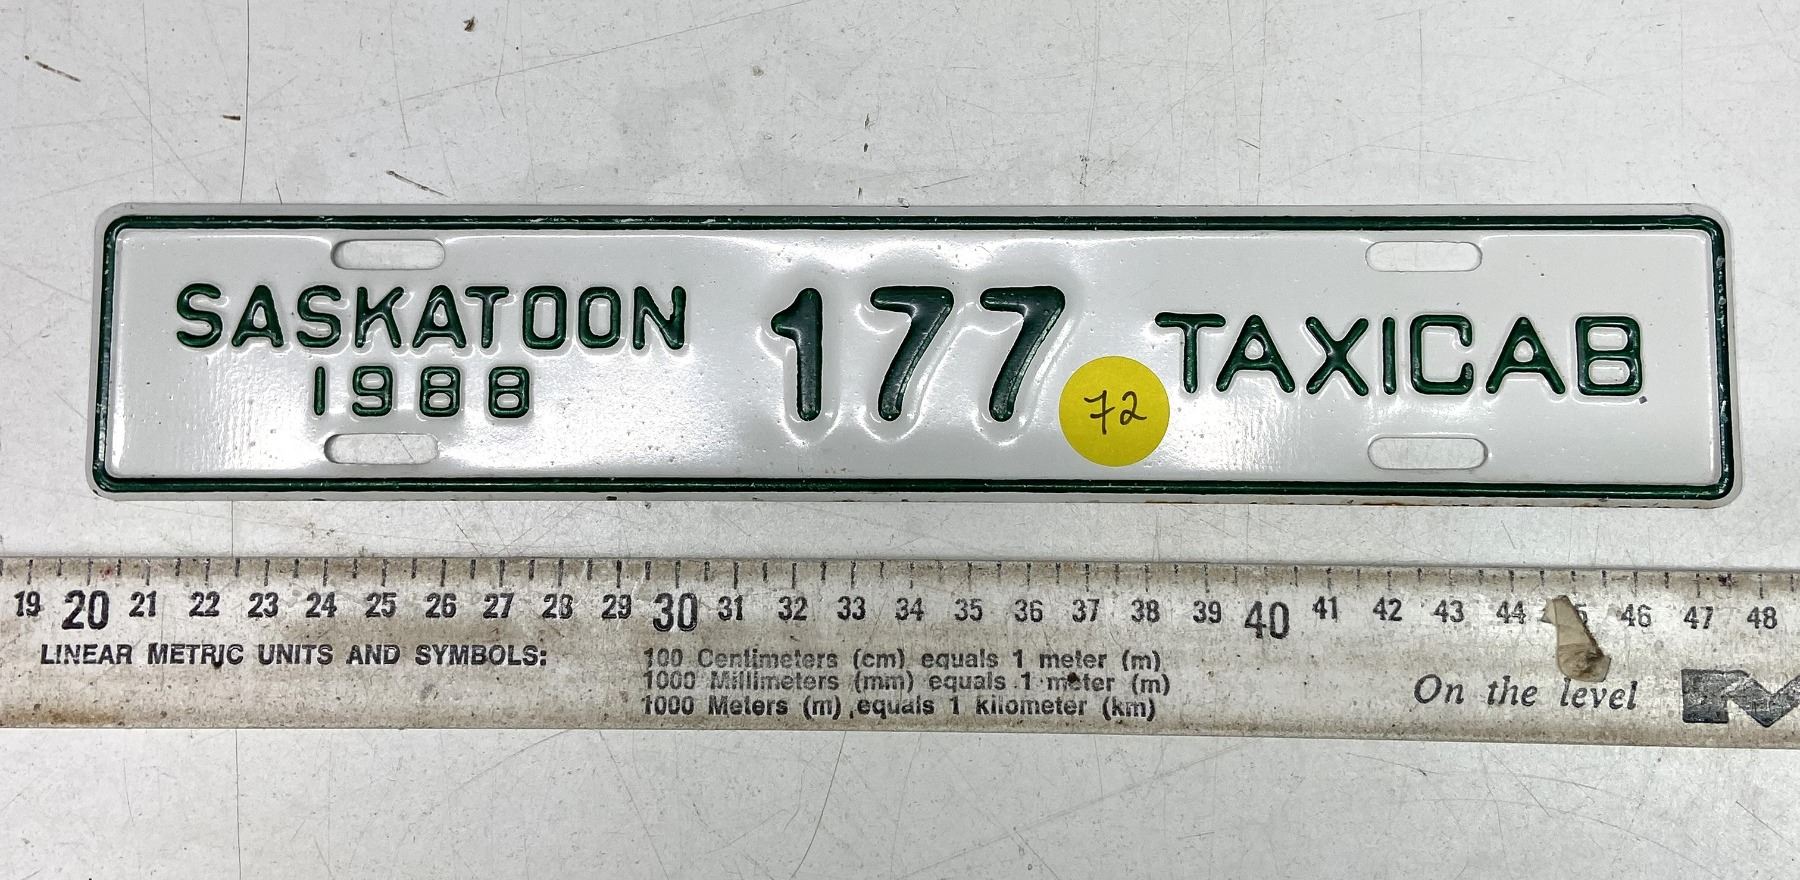 SASKATOON 177 TAXICAB
1988
72
19 20 21 22 23 24 25 26 27 28 29 30 31 32 33 34 35 36 37 38 39 40 41 42 43 44 46 47 48
LINEAR METRIC UNITS AND SYMBOLS:
100 Centimeters (cm) equals 1 meter (m)
1000 Millimeters (mm) equals 1 meter (m)
1000 Meters (m) equals 1 kilometer (km)
On the level